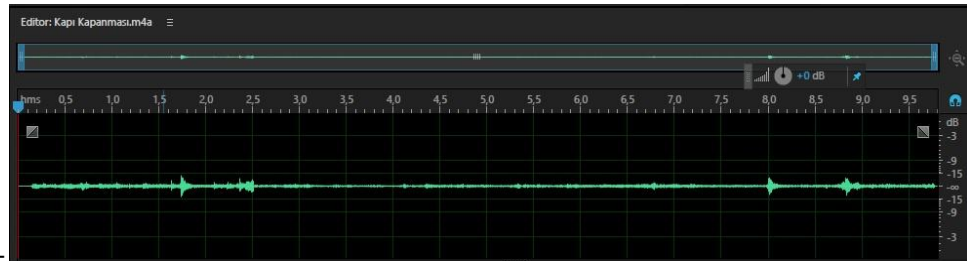 Editor: Kapı Kapanması.m4a
+0 dB
hms 0,5 1,0 1,5 2,0 2,5 3,0 3,5 4,0 4,5 5,0 5,5 6,0 6,5 7,0 7,5 8,0 8,5 9,0 9,5
dB
-3
-9
-15
-∞
-15
-9
-3